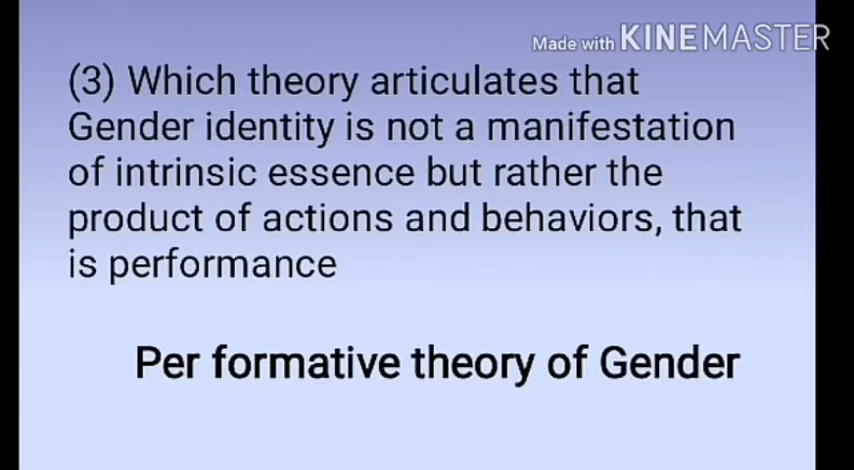 Made with KINEMASTER
(3) Which theory articulates that
Gender identity is not a manifestation
of intrinsic essence but rather the
product of actions and behaviors, that
is performance
Per formative theory of Gender